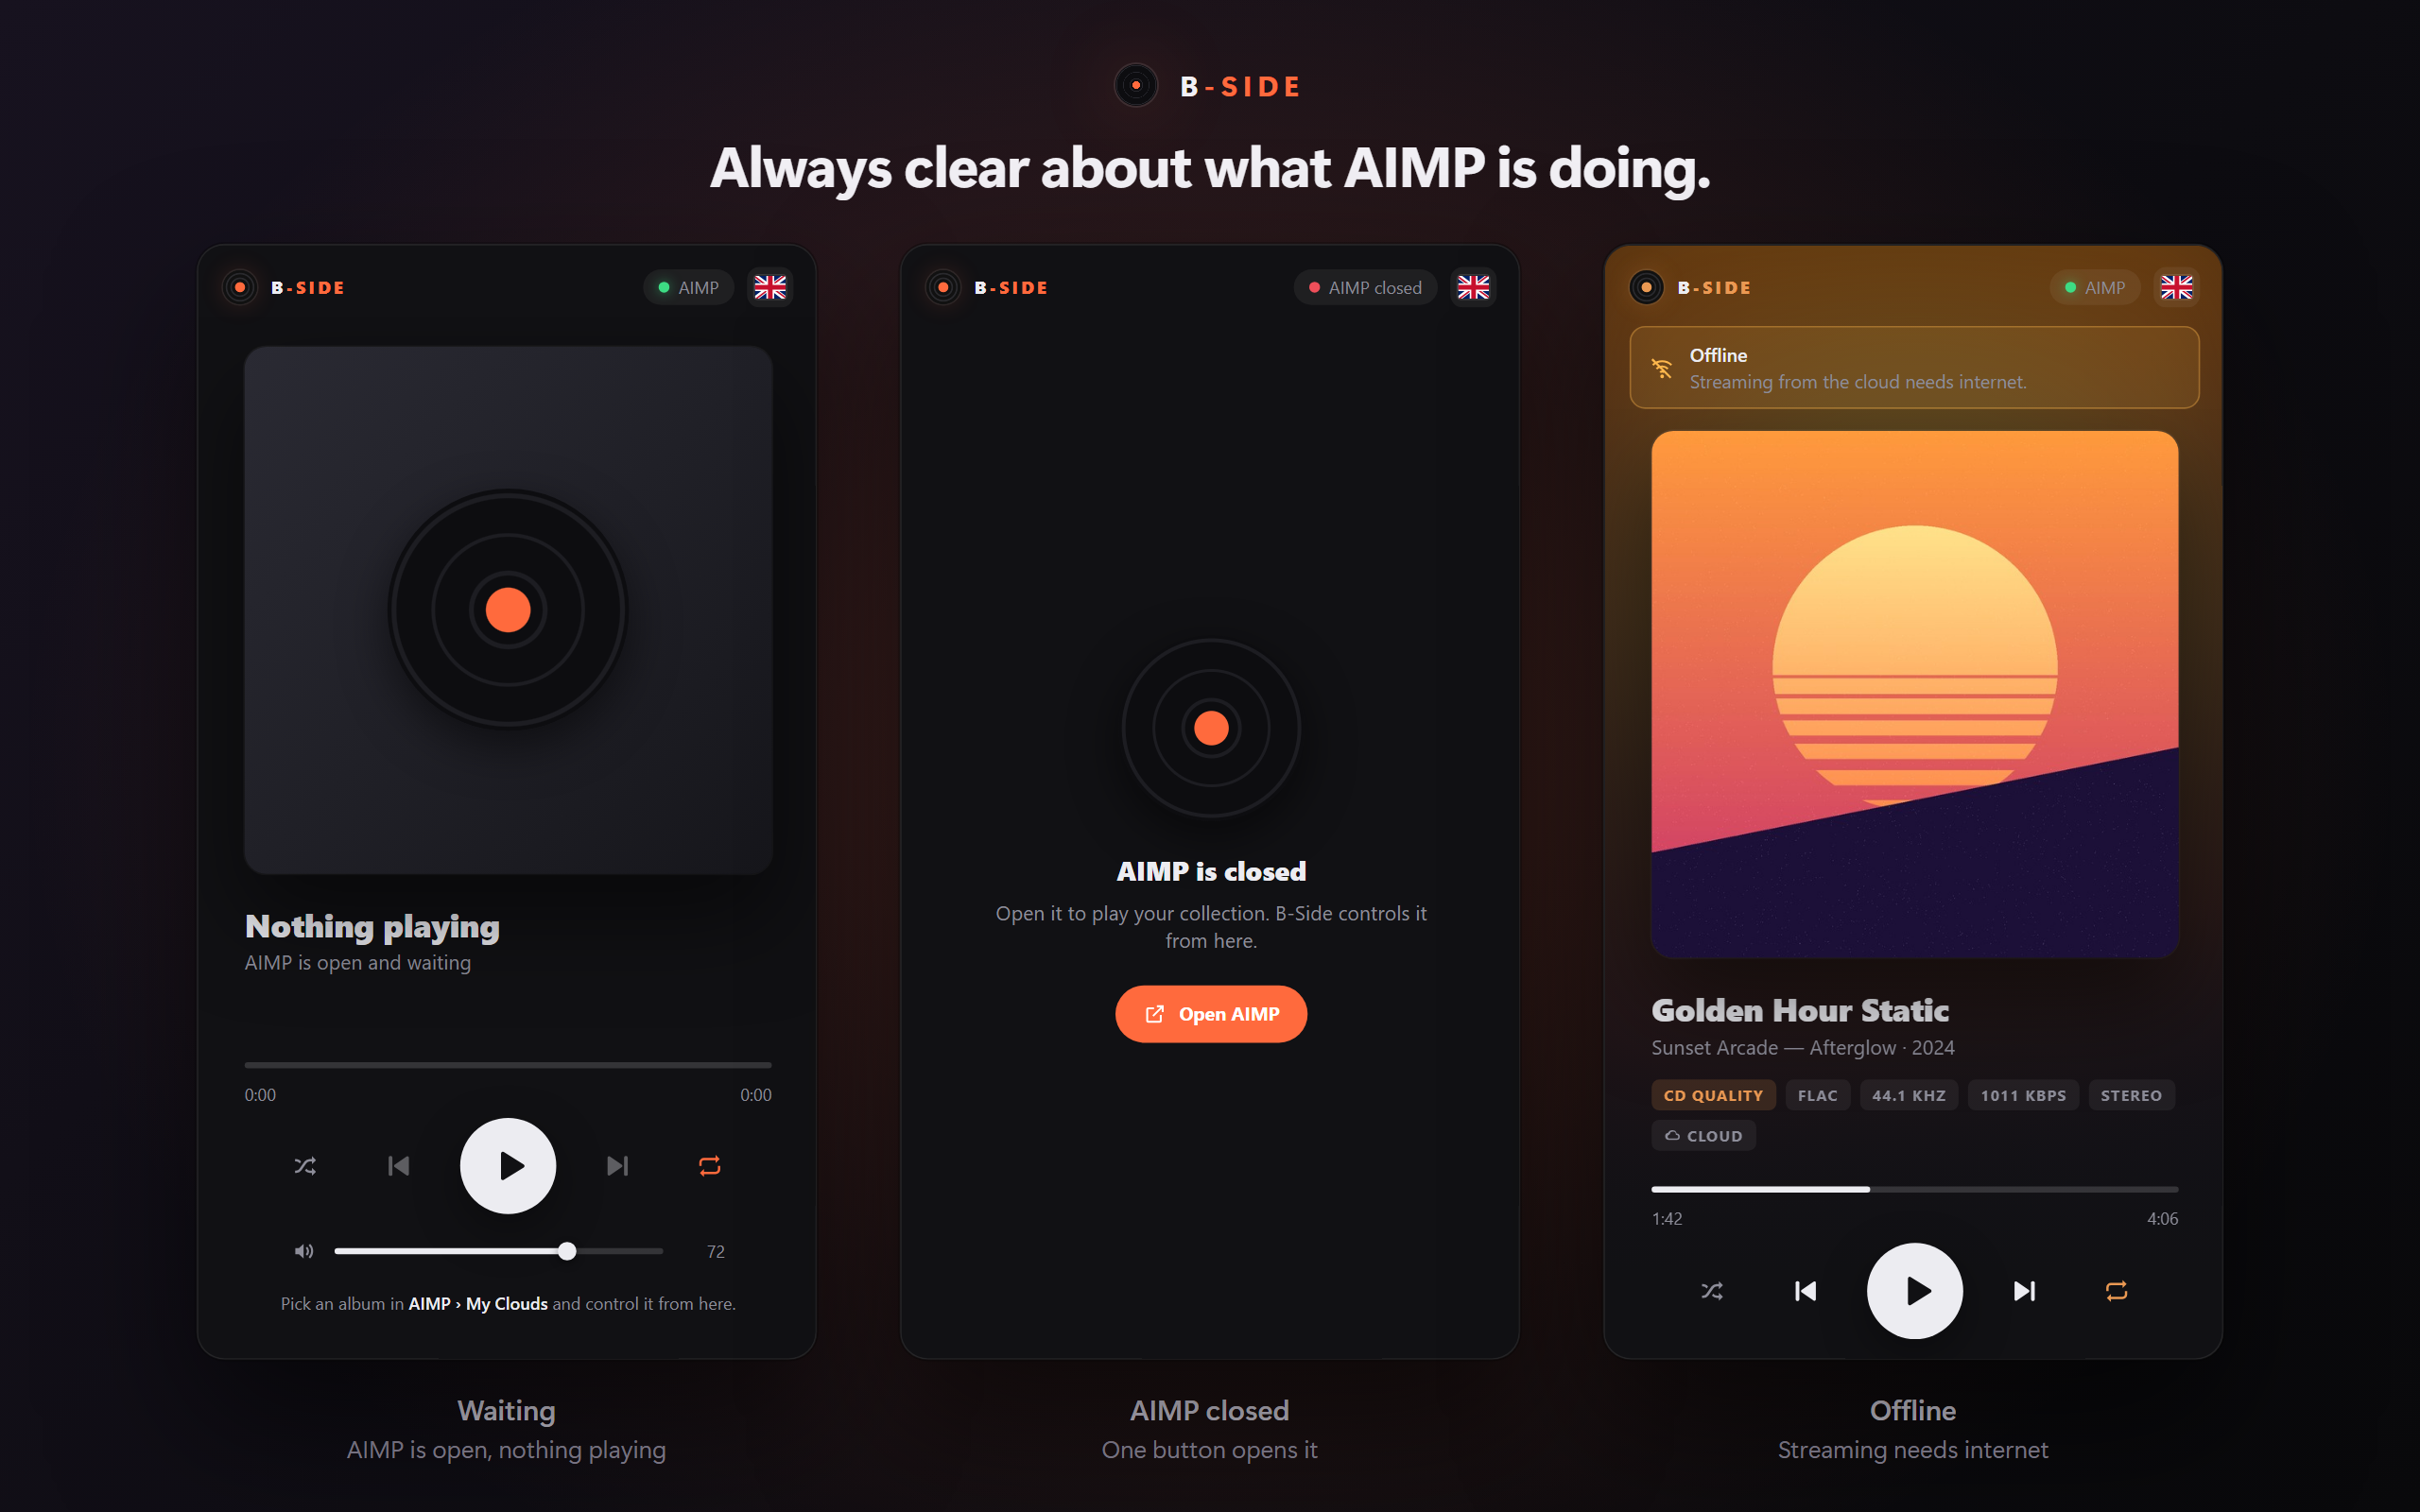 B-SIDE
Always clear about what AIMP is doing.
B-SIDE
AIMP
Nothing playing
AIMP is open and waiting
0:00
0:00
72
Pick an album in AIMP › My Clouds and control it from here.
Waiting
AIMP is open, nothing playing
B-SIDE
AIMP closed
AIMP is closed
Open it to play your collection. B-Side controls it
from here.
Open AIMP
AIMP closed
One button opens it
B-SIDE
AIMP
Offline
Streaming from the cloud needs internet.
Golden Hour Static
Sunset Arcade — Afterglow · 2024
CD QUALITY FLAC 44.1 KHZ 1011 KBPS STEREO
CLOUD
1:42
4:06
Offline
Streaming needs internet